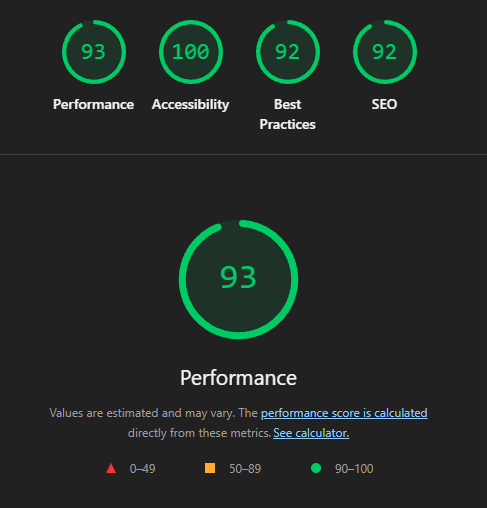 93 100 92 92
Performance Accessibility Best Practices SEO
93
Performance
Values are estimated and may vary. The performance score is calculated
directly from these metrics. See calculator.
0–49 50–89 90–100